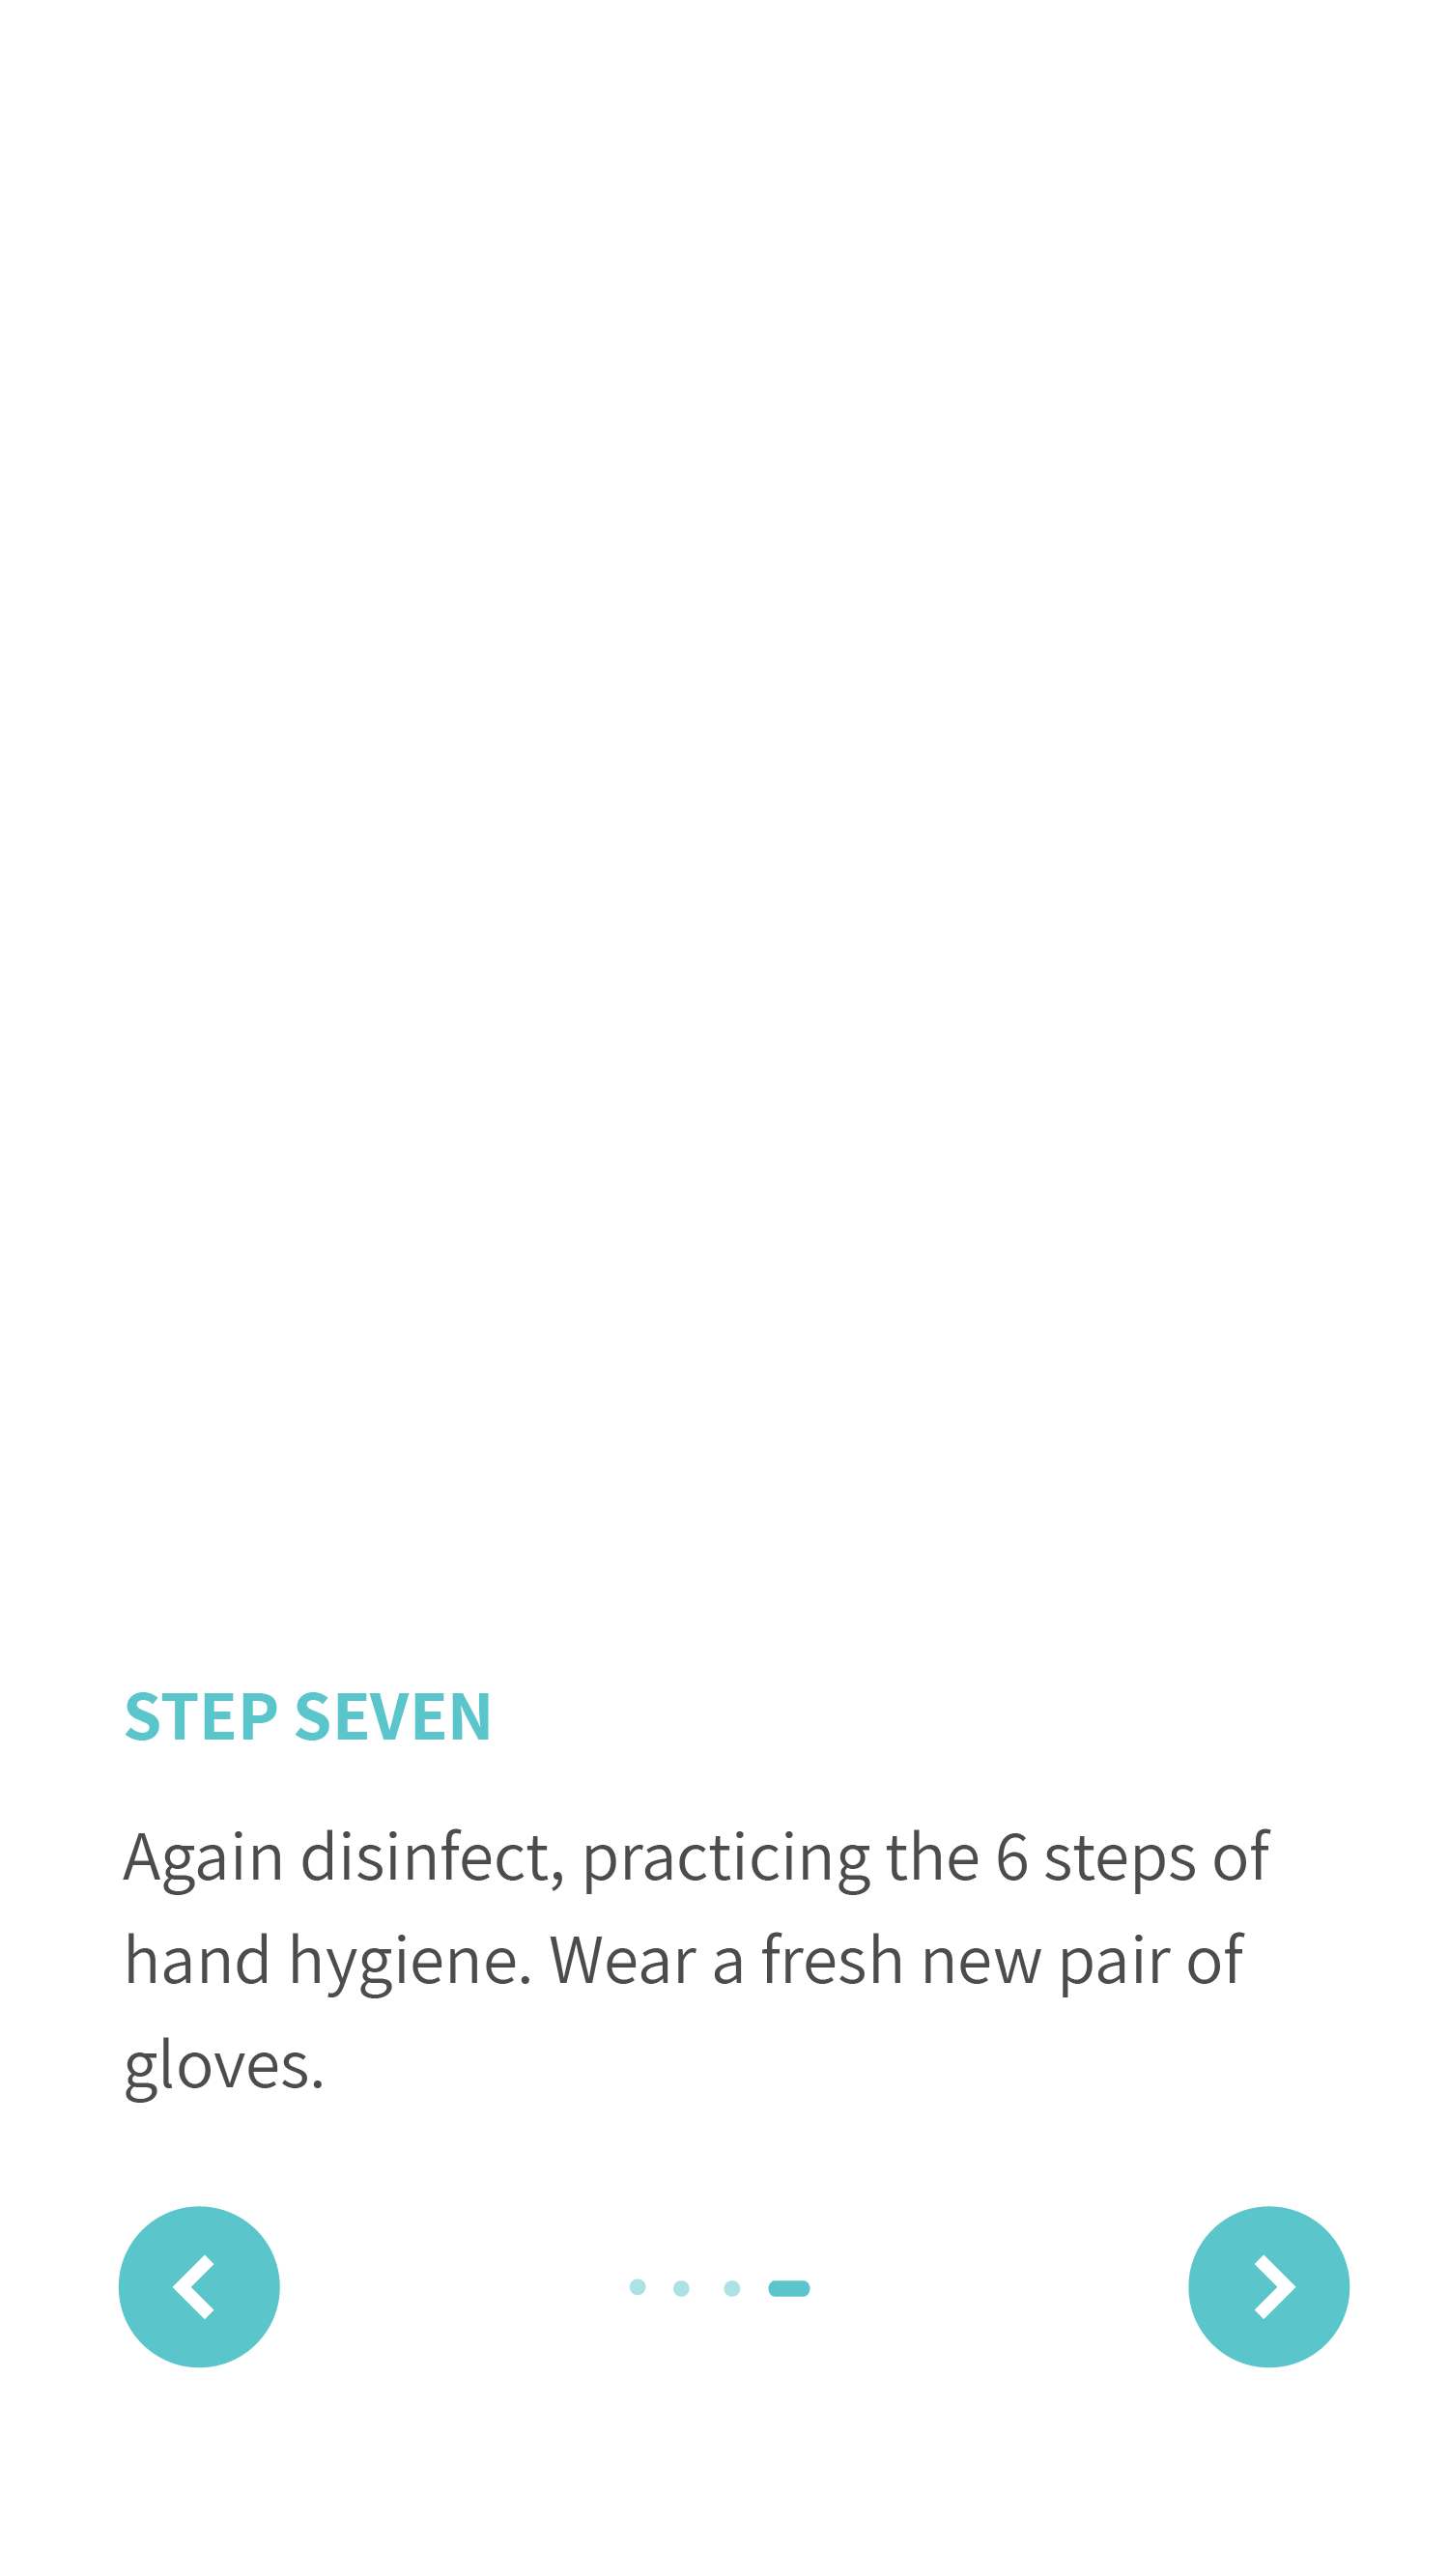 STEP SEVEN
Again disinfect, practicing the 6 steps of
hand hygiene. Wear a fresh new pair of
gloves.